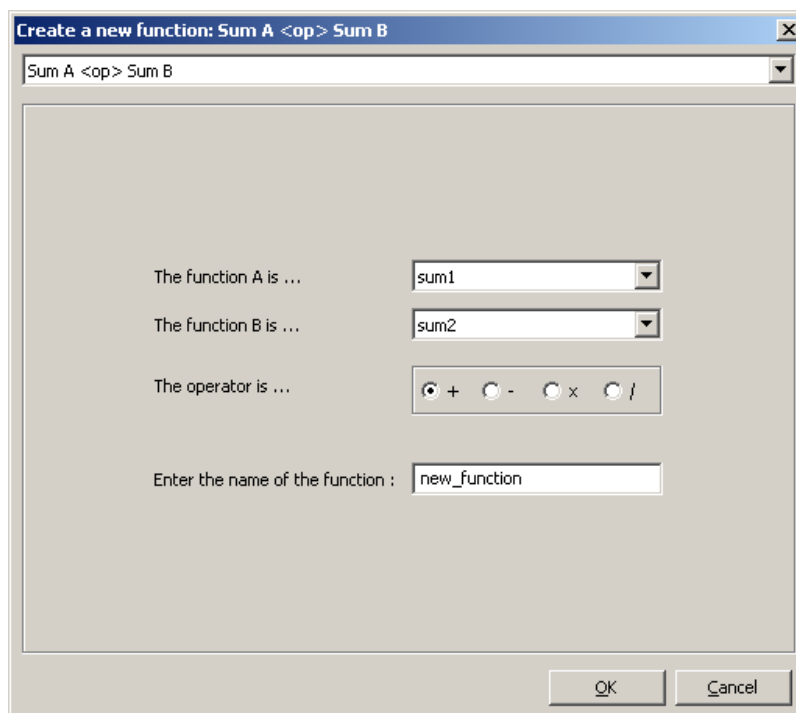 Create a new function: Sum A <op> Sum B
Sum A <op> Sum B
The function A is ... sum1
The function B is ... sum2
The operator is ... + - x /
Enter the name of the function : new_function
OK Cancel